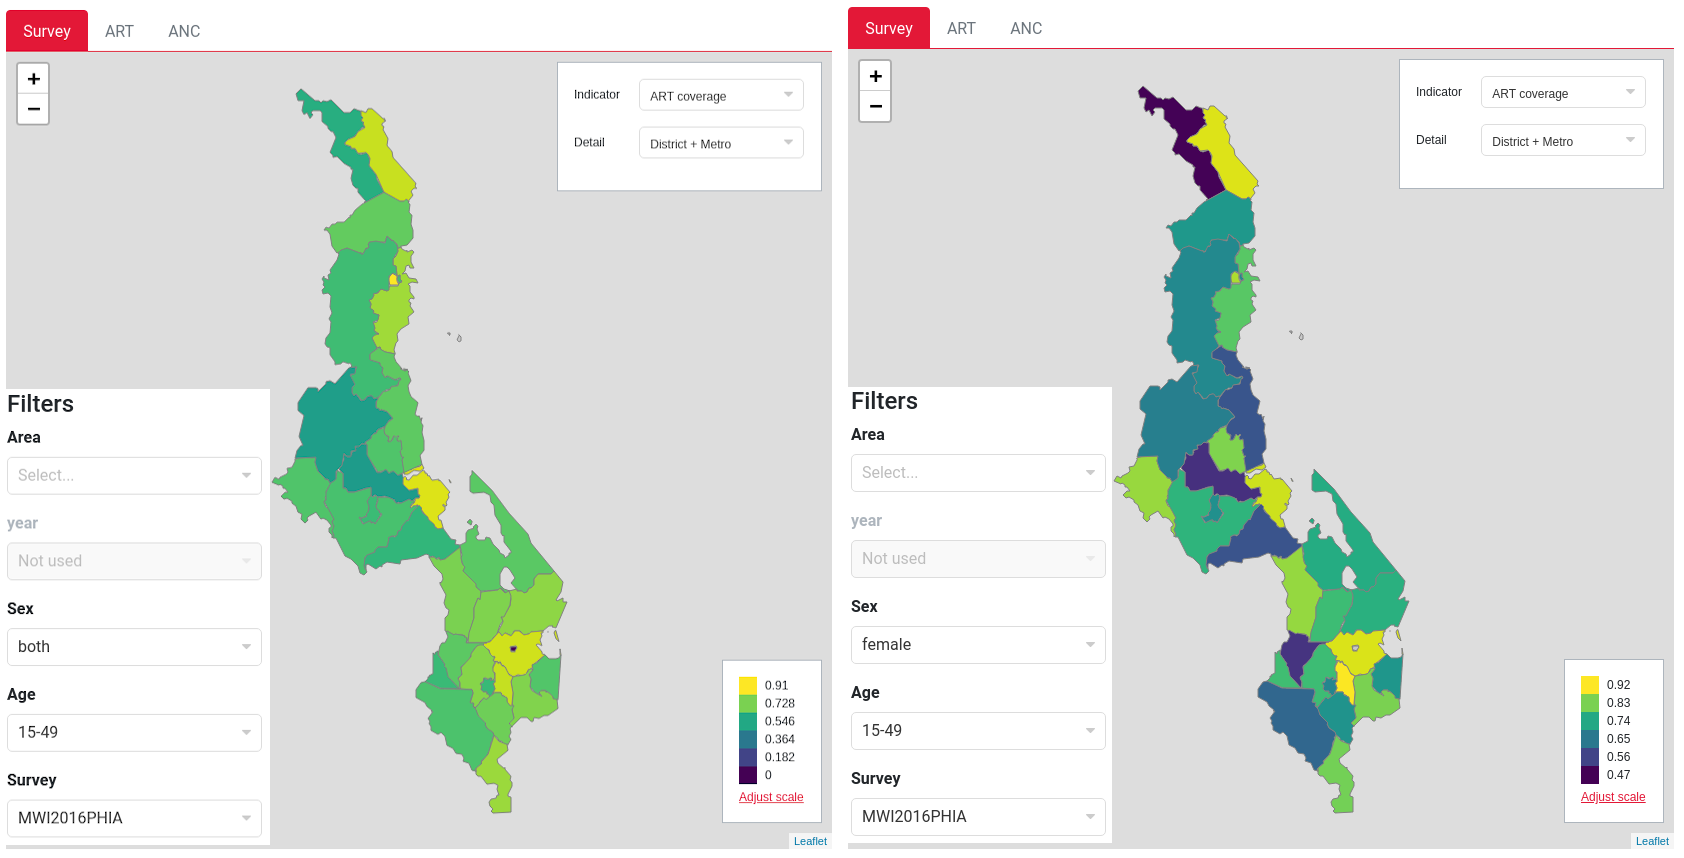 Survey ART ANC
+
−
Indicator ART coverage
Detail District + Metro
Filters
Area
Select...
year
Not used
Sex
both
Age
15-49
Survey
MWI2016PHIA
0.91
0.728
0.546
0.364
0.182
0
Adjust scale
Leaflet
Survey ART ANC
+
−
Indicator ART coverage
Detail District + Metro
Filters
Area
Select...
year
Not used
Sex
female
Age
15-49
Survey
MWI2016PHIA
0.92
0.83
0.74
0.65
0.56
0.47
Adjust scale
Leaflet